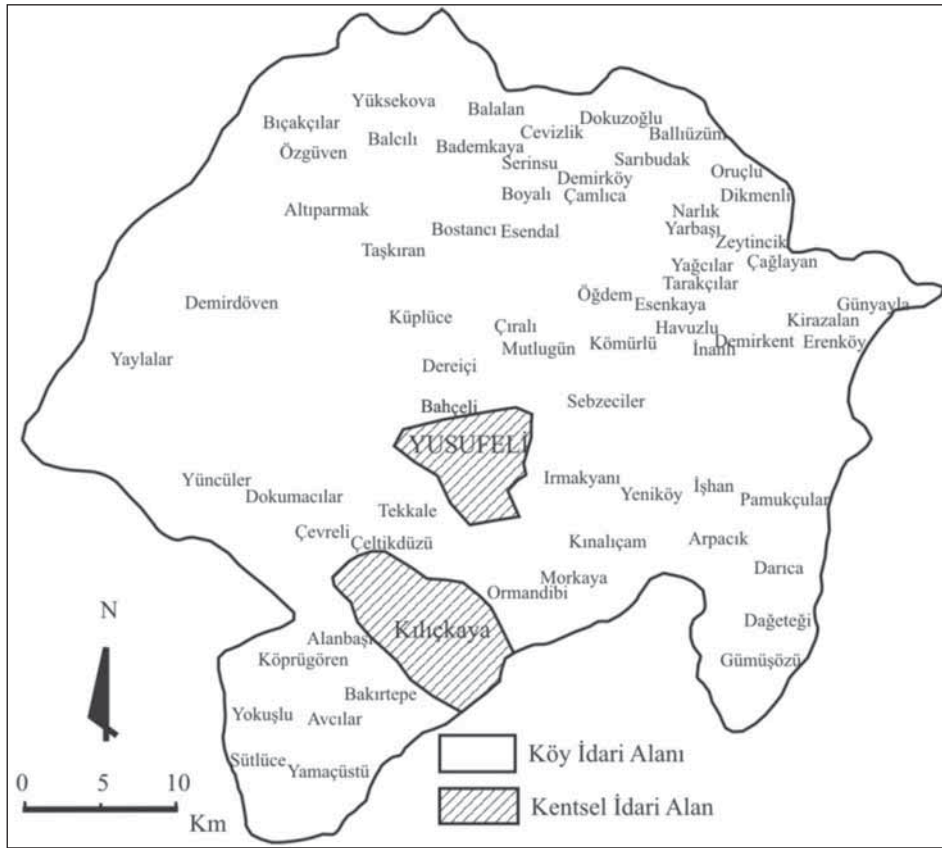 Yüksekova
Balalan
Dokuzoğlu
Bıçakçılar
Balcılı
Cevizlik
Ballıüzüm
Özgüven
Bademkaya
Serinsu
Sarıbudak
Oruçlu
Demirköy
Boyalı
Çamlıca
Dikmenli
Altıparmak
Narlık
Bostancı
Esendal
Yarbaşı
Taşkıran
Zeytincik
Yağcılar
Çağlayan
Tarakçılar
Demirdöven
Öğdem
Esenkaya
Günyayla
Küplüce
Çıralı
Havuzlu
Kirazalan
Yaylalar
Mutlugün
Kömürlü
İnanlı
Demirkent
Erenköy
Dereiçi
Bahçeli
Sebzeciler
YUSUFELİ
Yüncüler
Irmakyanı
İşhan
Dokumacılar
Yeniköy
Pamukçular
Tekkale
Çevreli
Çeltikdüzü
Kınalıçam
Arpacık
Morkaya
Darıca
Ormandibi
N
Kılıçkaya
Dağeteği
Alanbaşı
Köprügören
Gümüşözü
Bakırtepe
Yokuşlu
Avcılar
Sütlüce
Yamaçüstü
Köy İdari Alanı
0 5 10
Kentsel İdari Alan
Km